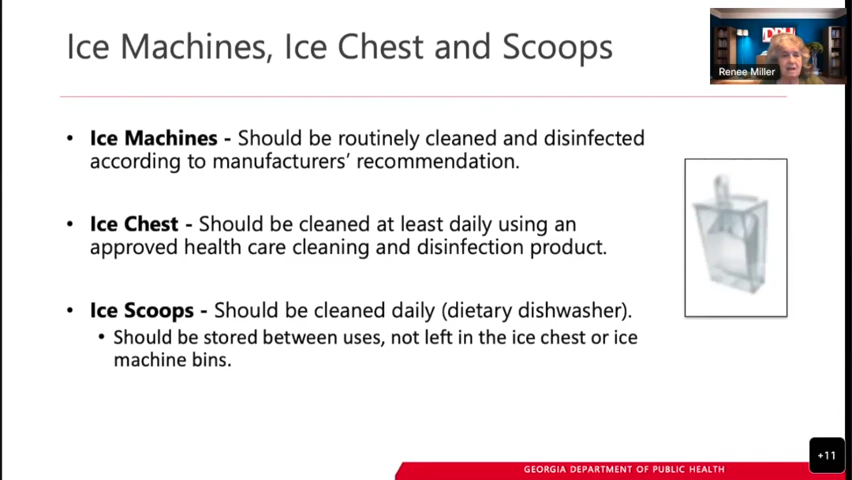 Ice Machines, Ice Chest and Scoops
DPH
Renee Miller
• Ice Machines - Should be routinely cleaned and disinfected
according to manufacturers' recommendation.
• Ice Chest - Should be cleaned at least daily using an
approved health care cleaning and disinfection product.
• Ice Scoops - Should be cleaned daily (dietary dishwasher).
• Should be stored between uses, not left in the ice chest or ice
machine bins.
+11
GEORGIA DEPARTMENT OF PUBLIC HEALTH